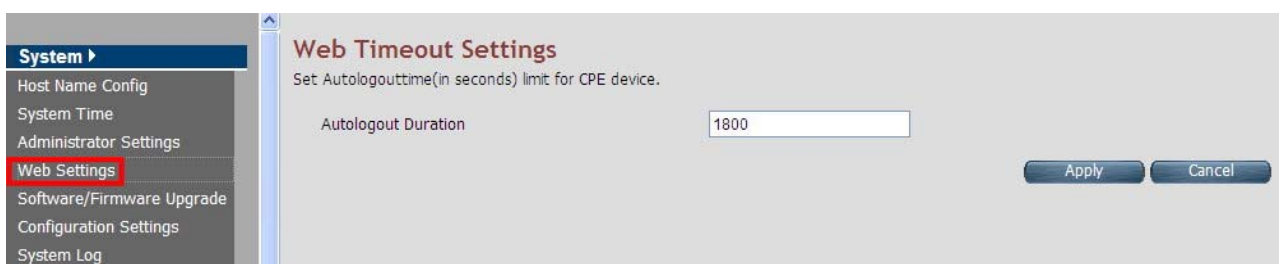 System
Host Name Config
System Time
Administrator Settings
Web Settings
Software/Firmware Upgrade
Configuration Settings
System Log
Web Timeout Settings
Set Autologouttime(in seconds) limit for CPE device.
Autologout Duration 1800
Apply Cancel